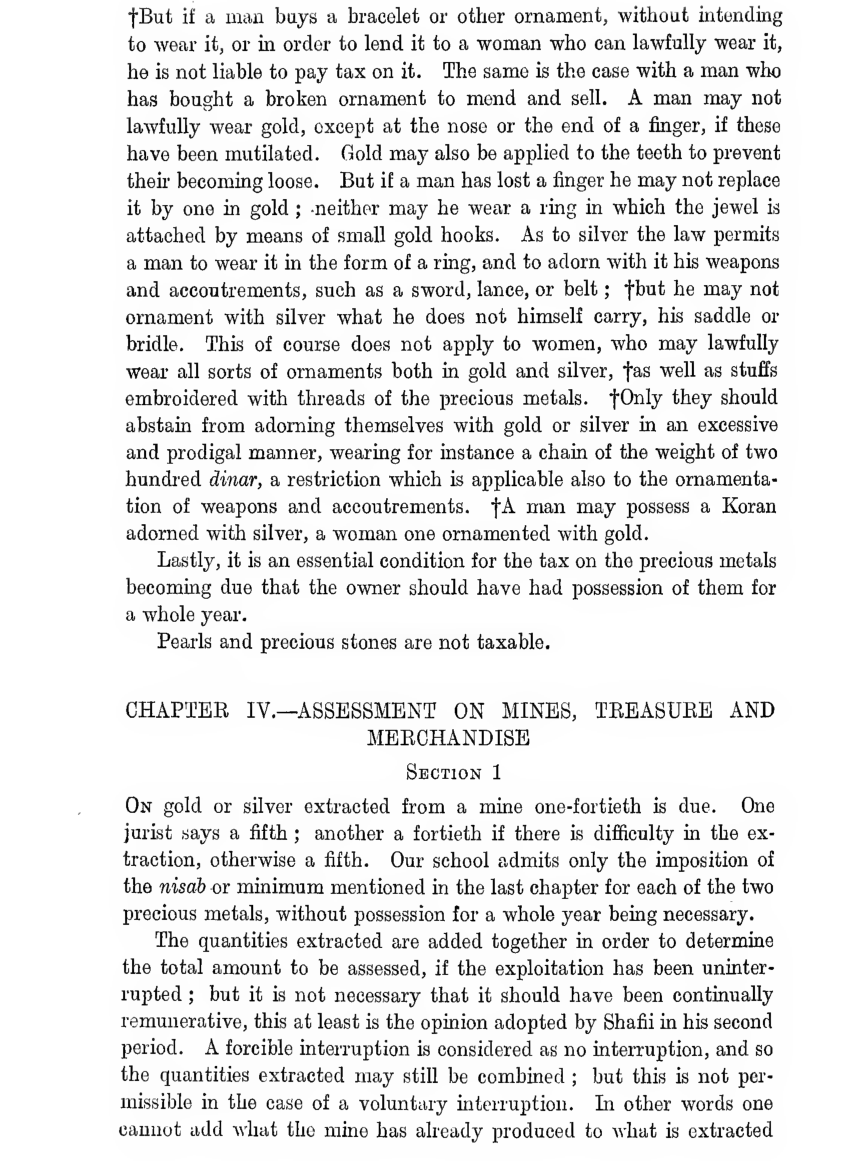 †But if a man buys a bracelet or other ornament, without intending
to wear it, or in order to lend it to a woman who can lawfully wear it,
he is not liable to pay tax on it. The same is the case with a man who
has bought a broken ornament to mend and sell. A man may not
lawfully wear gold, except at the nose or the end of a finger, if these
have been mutilated. Gold may also be applied to the teeth to prevent
their becoming loose. But if a man has lost a finger he may not replace
it by one in gold ; neither may he wear a ring in which the jewel is
attached by means of small gold hooks. As to silver the law permits
a man to wear it in the form of a ring, and to adorn with it his weapons
and accoutrements, such as a sword, lance, or belt ; †but he may not
ornament with silver what he does not himself carry, his saddle or
bridle. This of course does not apply to women, who may lawfully
wear all sorts of ornaments both in gold and silver, †as well as stuffs
embroidered with threads of the precious metals. †Only they should
abstain from adorning themselves with gold or silver in an excessive
and prodigal manner, wearing for instance a chain of the weight of two
hundred dinar, a restriction which is applicable also to the ornamenta-
tion of weapons and accoutrements. †A man may possess a Koran
adorned with silver, a woman one ornamented with gold.
Lastly, it is an essential condition for the tax on the precious metals
becoming due that the owner should have had possession of them for
a whole year.
Pearls and precious stones are not taxable.
CHAPTER IV.—ASSESSMENT ON MINES, TREASURE AND
MERCHANDISE
SECTION 1
ON gold or silver extracted from a mine one-fortieth is due. One
jurist says a fifth ; another a fortieth if there is difficulty in the ex-
traction, otherwise a fifth. Our school admits only the imposition of
the nisab or minimum mentioned in the last chapter for each of the two
precious metals, without possession for a whole year being necessary.
The quantities extracted are added together in order to determine
the total amount to be assessed, if the exploitation has been uninter-
rupted ; but it is not necessary that it should have been continually
remunerative, this at least is the opinion adopted by Shafii in his second
period. A forcible interruption is considered as no interruption, and so
the quantities extracted may still be combined ; but this is not per-
missible in the case of a voluntary interruption. In other words one
cannot add what the mine has already produced to what is extracted